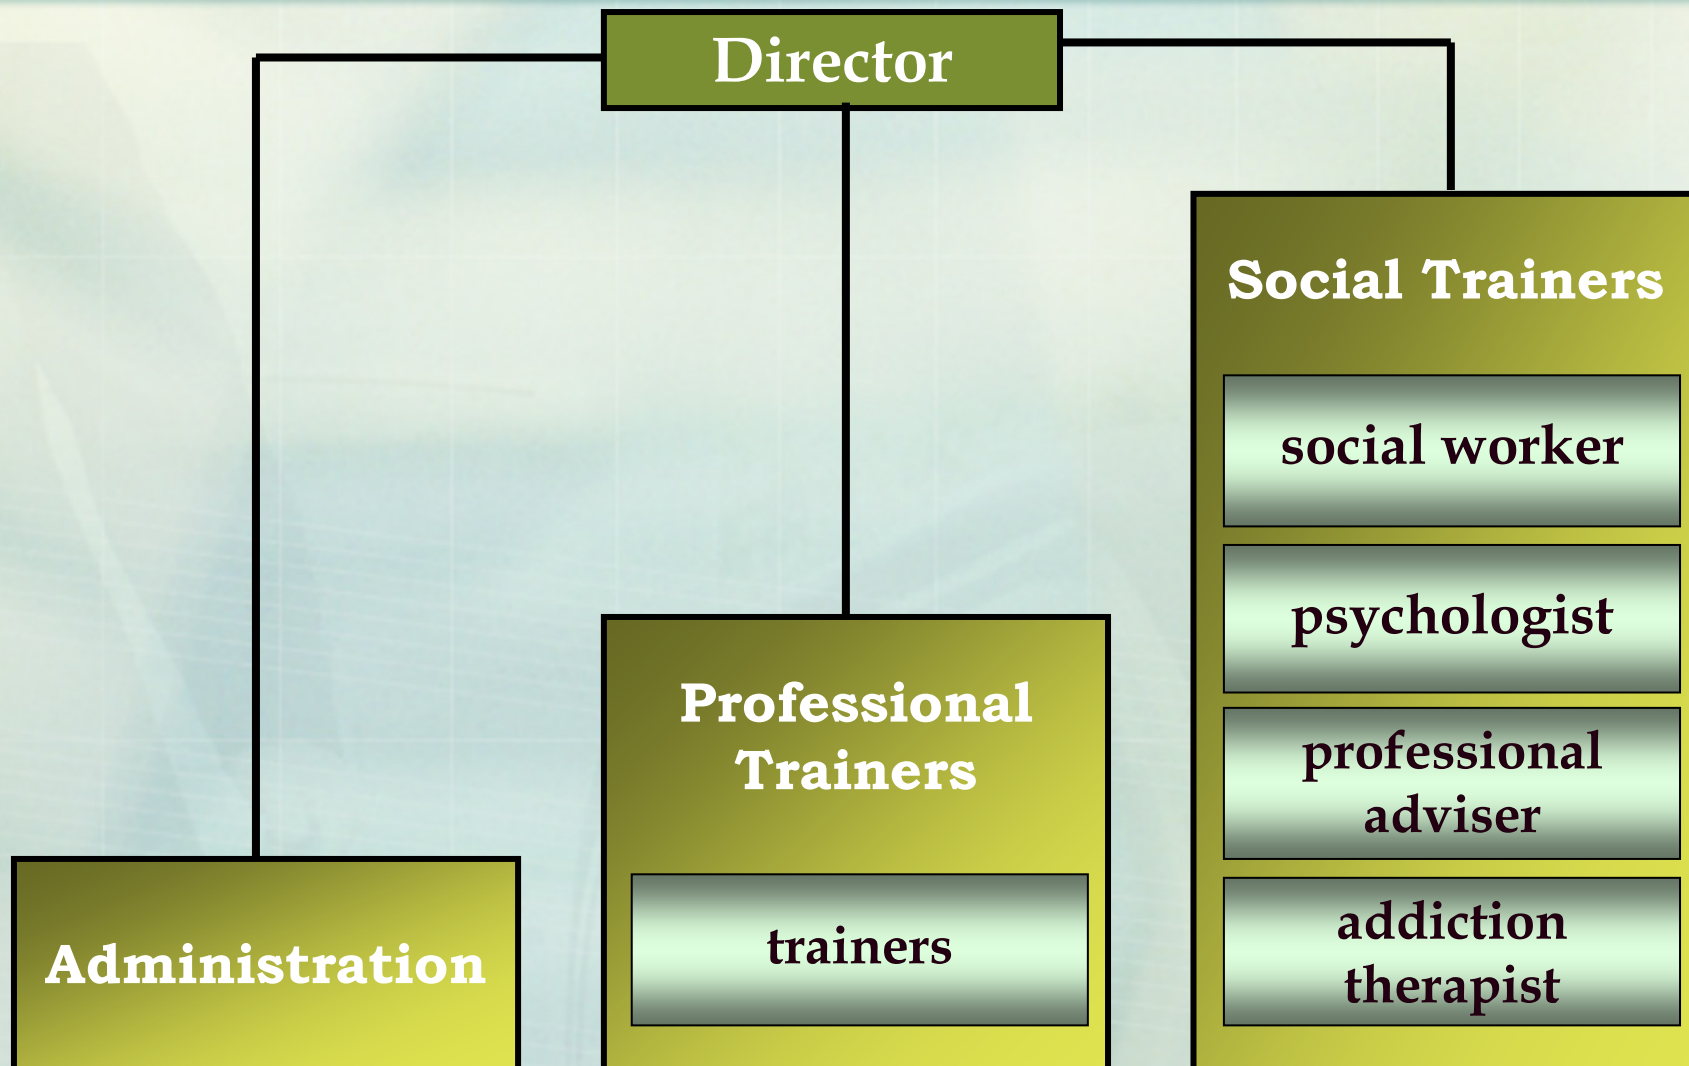 Director
Social Trainers
social worker
psychologist
professional
adviser
addiction
therapist
Professional
Trainers
trainers
Administration